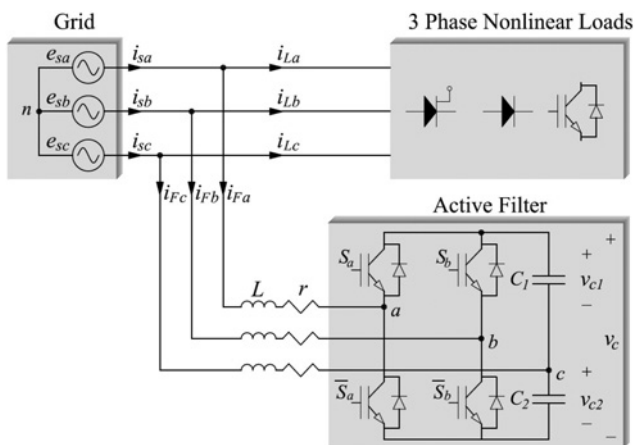 Grid
3 Phase Nonlinear Loads
e_sa
i_sa
i_La
n
e_sb
i_sb
i_Lb
e_sc
i_sc
i_Lc
i_Fc
i_Fb
i_Fa
Active Filter
S_a
S_b
C_1
+
v_c1
−
+
L
r
a
b
v_c
c
S̅_a
S̅_b
C_2
+
v_c2
−
−